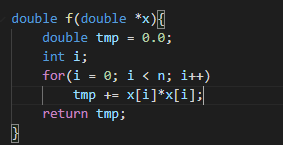 double f(double *x){
    double tmp = 0.0;
    int i;
    for(i = 0; i < n; i++)
        tmp += x[i]*x[i];
    return tmp;
}